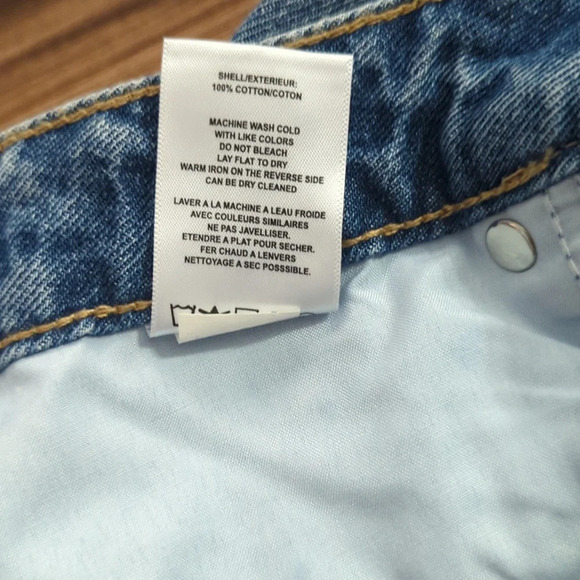 SHELL/EXTERIEUR:
100% COTTON/COTON
MACHINE WASH COLD
WITH LIKE COLORS
DO NOT BLEACH
LAY FLAT TO DRY
WARM IRON ON THE REVERSE SIDE
CAN BE DRY CLEANED
LAVER A LA MACHINE A LEAU FROIDE
AVEC COULEURS SIMILAIRES
NE PAS JAVELLISER.
ETENDRE A PLAT POUR SECHER.
FER CHAUD A LENVERS
NETTOYAGE A SEC POSSSIBLE.